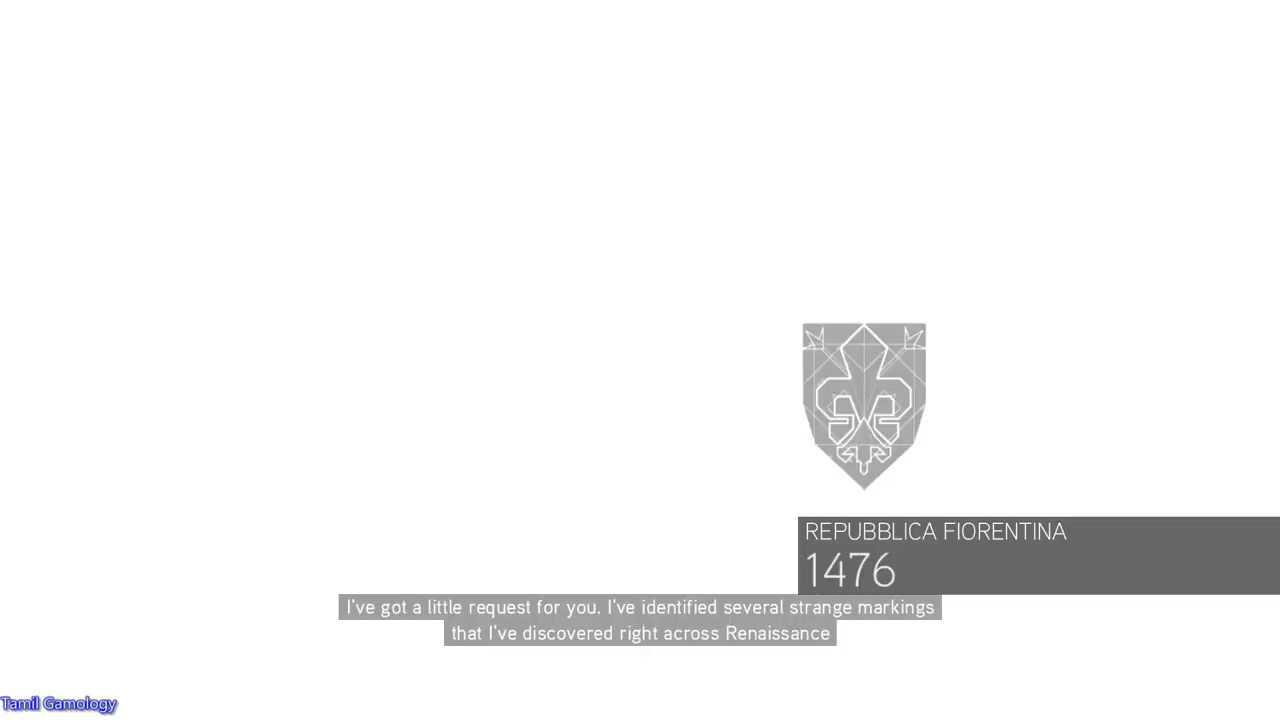 REPUBBLICA FIORENTINA
1476
I've got a little request for you. I've identified several strange markings
that I've discovered right across Renaissance
Tamil Gamology